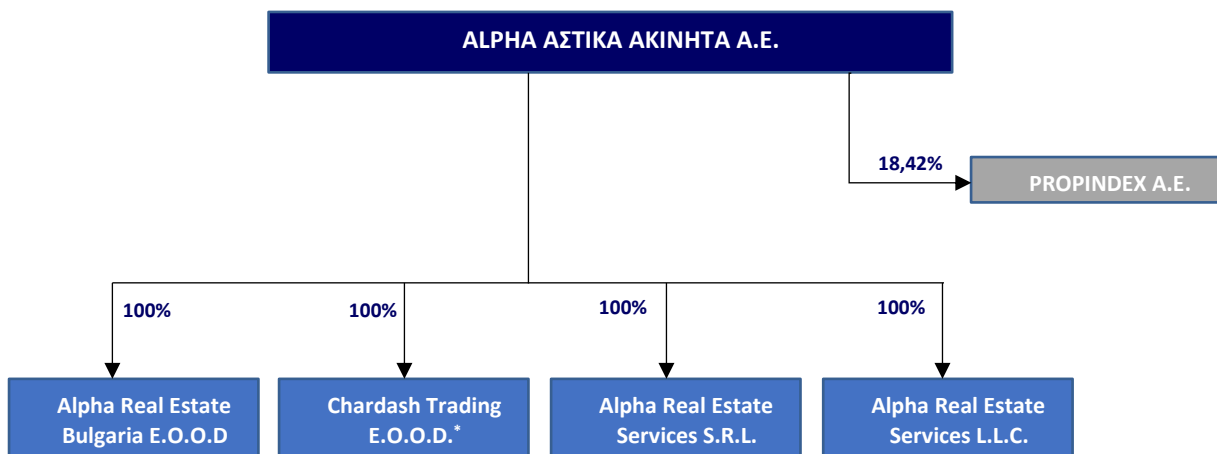 ALPHA ΑΣΤΙΚΑ ΑΚΙΝΗΤΑ Α.Ε.
18,42%
PROPINDEX A.E.
100%
100%
100%
100%
Alpha Real Estate
Bulgaria E.O.O.D
Chardash Trading
E.O.O.D.*
Alpha Real Estate
Services S.R.L.
Alpha Real Estate
Services L.L.C.